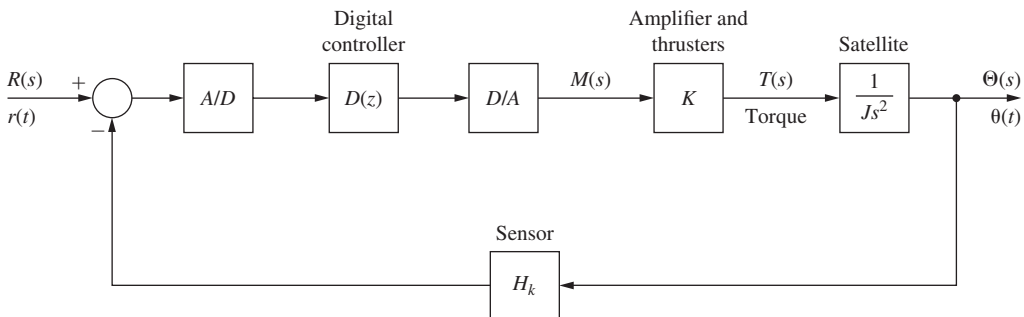 Digital
controller
Amplifier and
thrusters
Satellite
R(s)
r(t)
+
−
A/D
D(z)
D/A
M(s)
K
T(s)
Torque
1
Js²
Θ(s)
θ(t)
Sensor
Hₖ